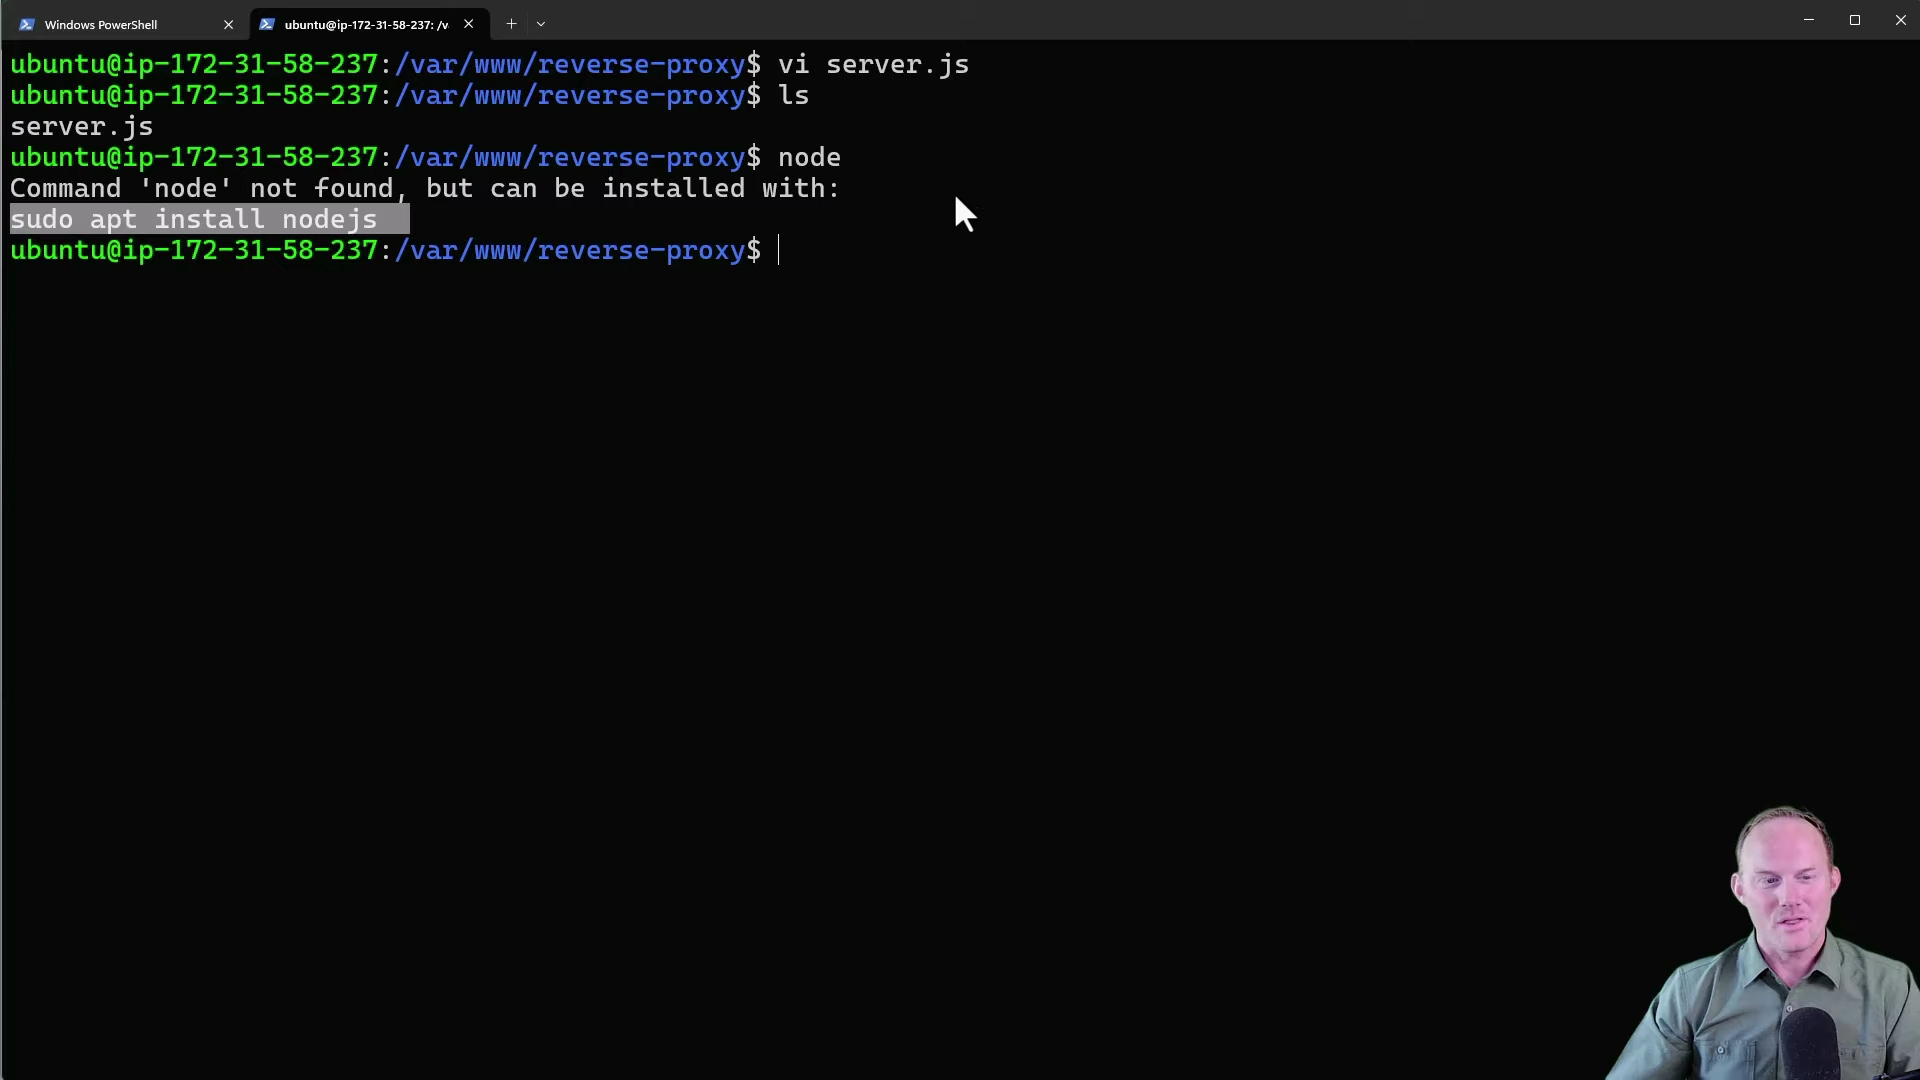 Windows PowerShell
ubuntu@ip-172-31-58-237: /v
ubuntu@ip-172-31-58-237:/var/www/reverse-proxy$ vi server.js
ubuntu@ip-172-31-58-237:/var/www/reverse-proxy$ ls
server.js
ubuntu@ip-172-31-58-237:/var/www/reverse-proxy$ node
Command 'node' not found, but can be installed with:
sudo apt install nodejs
ubuntu@ip-172-31-58-237:/var/www/reverse-proxy$